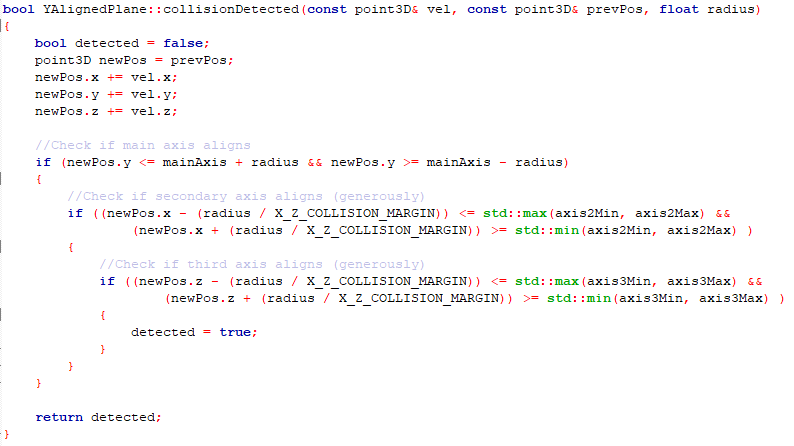 bool YAlignedPlane::collisionDetected(const point3D& vel, const point3D& prevPos, float radius)
{
    bool detected = false;
    point3D newPos = prevPos;
    newPos.x += vel.x;
    newPos.y += vel.y;
    newPos.z += vel.z;

    //Check if main axis aligns
    if (newPos.y <= mainAxis + radius && newPos.y >= mainAxis - radius)
    {
        //Check if secondary axis aligns (generously)
        if ((newPos.x - (radius / X_Z_COLLISION_MARGIN)) <= std::max(axis2Min, axis2Max) &&
                (newPos.x + (radius / X_Z_COLLISION_MARGIN)) >= std::min(axis2Min, axis2Max) )
        {
            //Check if third axis aligns (generously)
            if ((newPos.z - (radius / X_Z_COLLISION_MARGIN)) <= std::max(axis3Min, axis3Max) &&
                    (newPos.z + (radius / X_Z_COLLISION_MARGIN)) >= std::min(axis3Min, axis3Max) )
            {
                detected = true;
            }
        }
    }

    return detected;
}